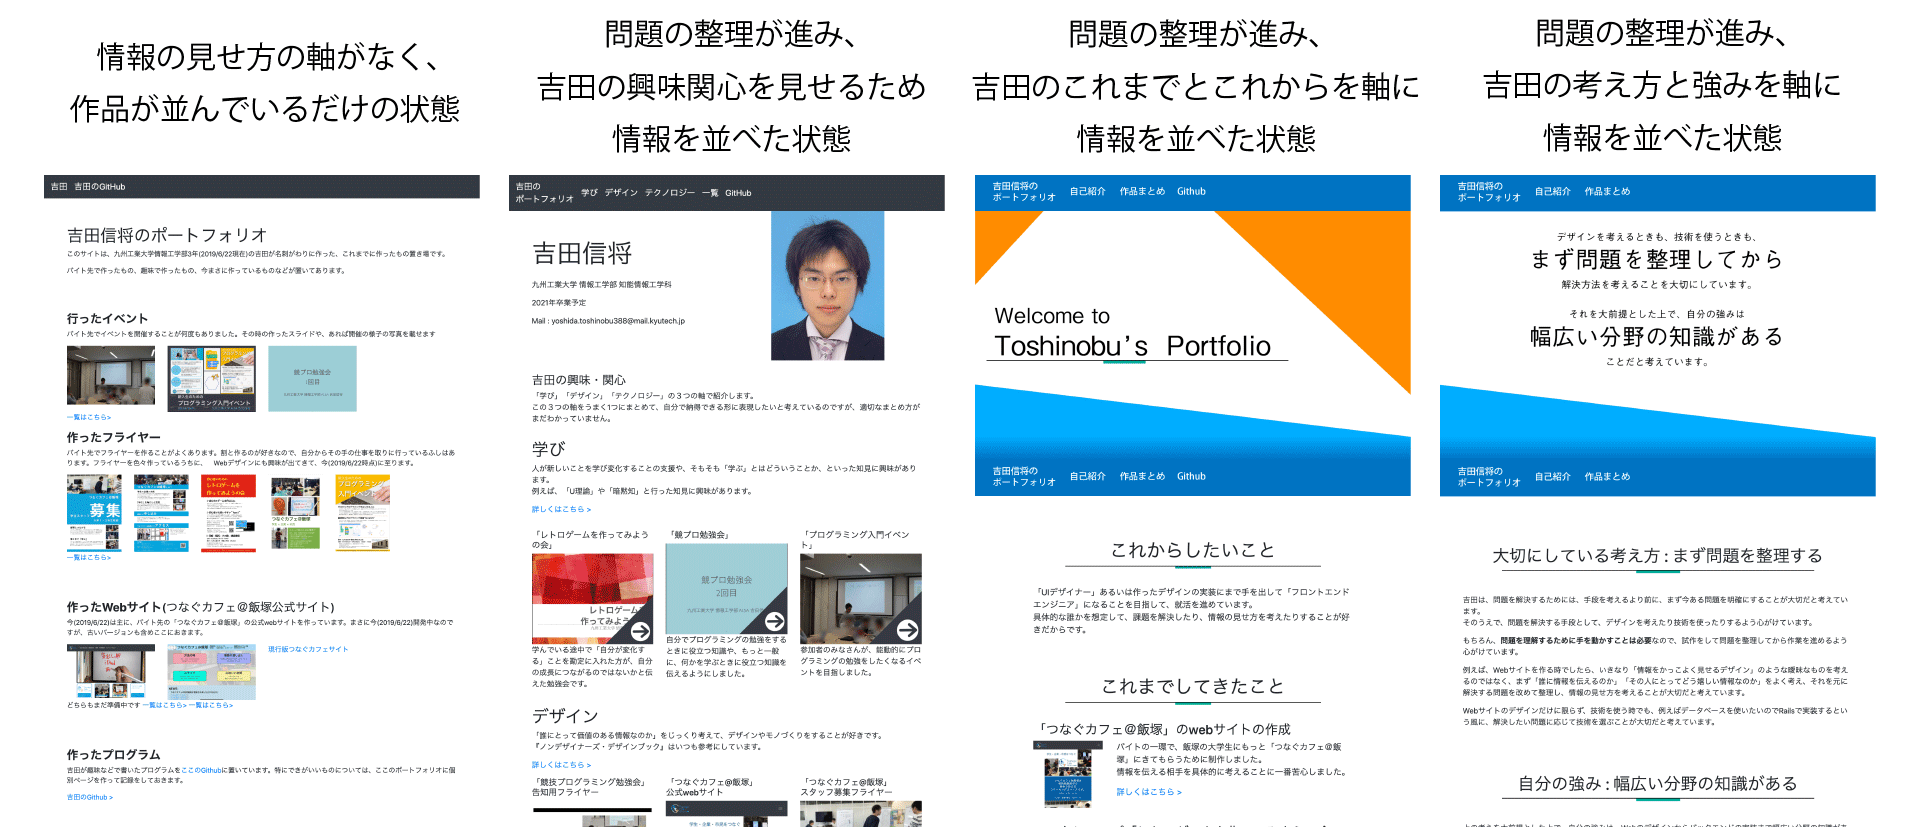 情報の見せ方の軸がなく、
作品が並んでいるだけの状態
吉田 吉田のGitHub
吉田信将のポートフォリオ
このサイトは、九州工業大学情報工学部3年(2019/6/22現在)の吉田が名刺がわりに作った、これまでに作ったもの置き場です。
バイト先で作ったもの、趣味で作ったもの、今まさに作っているものなどが置いてあります。
行ったイベント
バイト先でイベントを開催することが何度もありました。その時の作ったスライドや、あれば開催の様子の写真を載せます
プログラミング入門イベント
競プロ勉強会
1回目
一覧はこちら>
作ったフライヤー
バイト先でフライヤーを作ることがよくあります。割と作るのが好きなので、自分からその手の仕事を取りに行っているふしはあ
ります。フライヤーを色々作っているうちに、 Webデザインにも興味が出てきて、今(2019/6/22時点)に至ります。
募集
レトロゲームを
作ってみようの会
つなぐカフェ@飯塚
プログラミング
入門イベント
一覧はこちら>
作ったWebサイト(つなぐカフェ@飯塚公式サイト)
今(2019/6/22)は主に、バイト先の「つなぐカフェ@飯塚」の公式webサイトを作っています。まさに今(2019/6/22)開発中なので
すが、古いバージョンも含めここにおきます。
現行版つなぐカフェサイト
どちらもまだ準備中です 一覧はこちら> 一覧はこちら>
作ったプログラム
吉田が趣味などで書いたプログラムをここのGithubに置いています。特にできがいいものについては、ここのポートフォリオに個
別ページを作って記録をしておきます。
吉田のGithub >
問題の整理が進み、
吉田の興味関心を見せるため
情報を並べた状態
吉田の
ポートフォリオ
学び デザイン テクノロジー 一覧 GitHub
吉田信将
九州工業大学 情報工学部 知能情報工学科
2021年卒業予定
Mail : yoshida.toshinobu388@mail.kyutech.jp
吉田の興味・関心
「学び」「デザイン」「テクノロジー」の３つの軸で紹介します。
この３つの軸をうまく1つにまとめて、自分で納得できる形に表現したいと考えているのですが、適切なまとめ方が
まだわかっていません。
学び
人が新しいことを学び変化することの支援や、そもそも「学ぶ」とはどういうことか、といった知見に興味があり
ます。
例えば、「U理論」や「暗黙知」と行った知見に興味があります。
詳しくはこちら >
「レトロゲームを作ってみよう
の会」
レトロゲーム
作ってみよう
学んでいる途中で「自分が変化す
る」ことを勘定に入れた方が、自分
の成長につながるのではないかと伝
えた勉強会です。
「競プロ勉強会」
競プロ勉強会
2回目
自分でプログラミングの勉強をする
ときに役立つ知識や、もっと一般
に、何かを学ぶときに役立つ知識を
伝えるようにしました。
「プログラミング入門イベン
ト」
参加者のみなさんが、能動的にプロ
グラミングの勉強をしたくなるイベ
ントを目指しました。
デザイン
「誰にとって価値のある情報なのか」をじっくり考えて、デザインやモノづくりをすることが好きです。
『ノンデザイナーズ・デザインブック』はいつも参考にしています。
詳しくはこちら >
「競技プログラミング勉強会」
告知用フライヤー
「つなぐカフェ@飯塚」
公式webサイト
「つなぐカフェ@飯塚」
スタッフ募集フライヤー
問題の整理が進み、
吉田のこれまでとこれからを軸に
情報を並べた状態
吉田信将の
ポートフォリオ
自己紹介 作品まとめ Github
Welcome to
Toshinobu's Portfolio
吉田信将の
ポートフォリオ
自己紹介 作品まとめ Github
これからしたいこと
「UIデザイナー」あるいは作ったデザインの実装にまで手を出して「フロントエンド
エンジニア」になることを目指して、就活を進めています。
具体的な誰かを想定して、課題を解決したり、情報の見せ方を考えたりすることが好
きだからです。
これまでしてきたこと
「つなぐカフェ@飯塚」のwebサイトの作成
バイトの一環で、飯塚の大学生にもっと「つなぐカフェ@飯
塚」にきてもらうために制作しました。
情報を伝える相手を具体的に考えることに一番苦心しました。
詳しくはこちら >
問題の整理が進み、
吉田の考え方と強みを軸に
情報を並べた状態
吉田信将の
ポートフォリオ
自己紹介 作品まとめ
デザインを考えるときも、技術を使うときも、
まず問題を整理してから
解決方法を考えることを大切にしています。
それを大前提とした上で、自分の強みは
幅広い分野の知識がある
ことだと考えています。
吉田信将の
ポートフォリオ
自己紹介 作品まとめ
大切にしている考え方 : まず問題を整理する
吉田は、問題を解決するためには、手段を考えるより前に、まず今ある問題を明確にすることが大切だと考えてい
ます。
そのうえで、問題を解決する手段として、デザインを考えたり技術を使ったりするよう心がけています。
もちろん、問題を理解するために手を動かすことは必要なので、試作をして問題を整理してから作業を進めるよう
心がけています。
例えば、Webサイトを作る時でしたら、いきなり「情報をかっこよく見せるデザイン」のような曖昧なものを考え
るのではなく、まず「誰に情報を伝えるのか」「その人にとってどう嬉しい情報なのか」をよく考え、それを元に
解決する問題を改めて整理し、情報の見せ方を考えることが大切だと考えています。
Webサイトのデザインだけに限らず、技術を使う時でも、例えばデータベースを使いたいのでRailsで実装するとい
う風に、解決したい問題に応じて技術を選ぶことが大切だと考えています。
自分の強み : 幅広い分野の知識がある